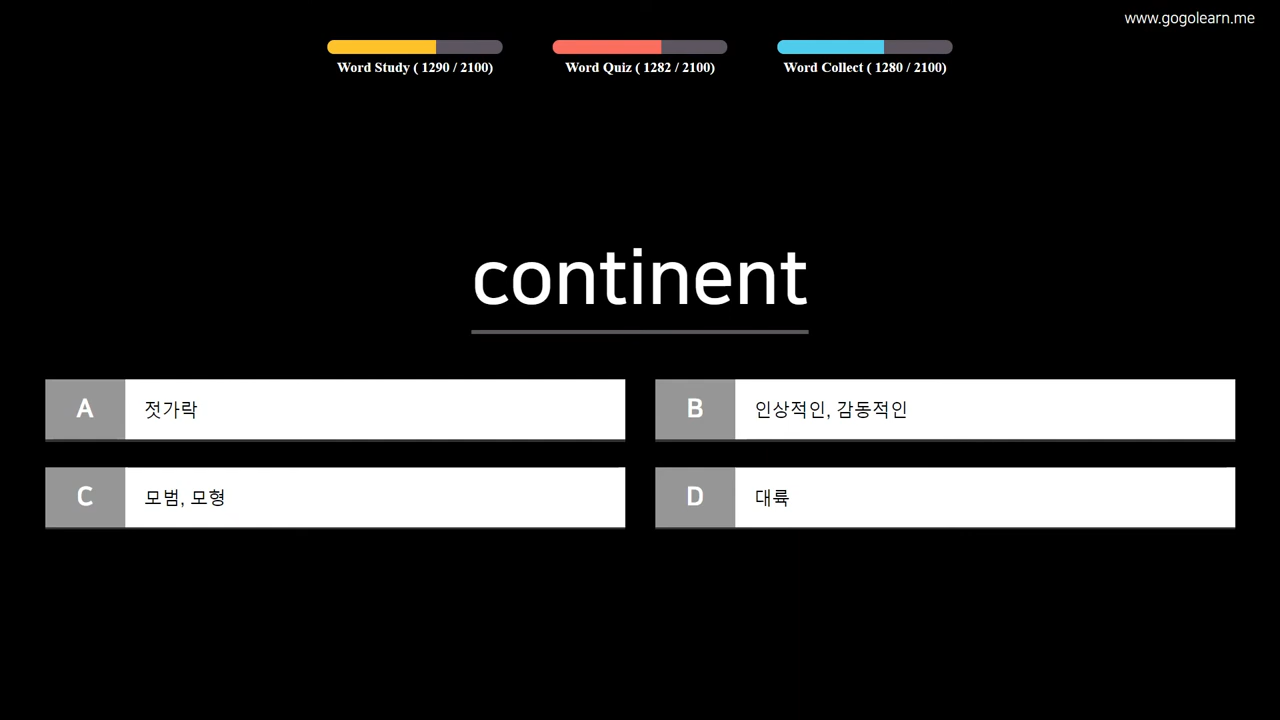 www.gogolearn.me
Word Study ( 1290 / 2100)
Word Quiz ( 1282 / 2100)
Word Collect ( 1280 / 2100)
continent
A 젓가락
B 인상적인, 감동적인
C 모범, 모형
D 대륙